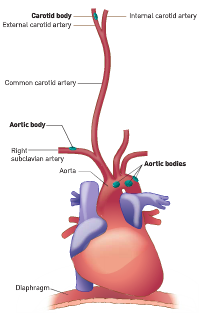 Carotid body
Internal carotid artery
External carotid artery
Common carotid artery
Aortic body
Right
subclavian artery
Aortic bodies
Aorta
Diaphragm